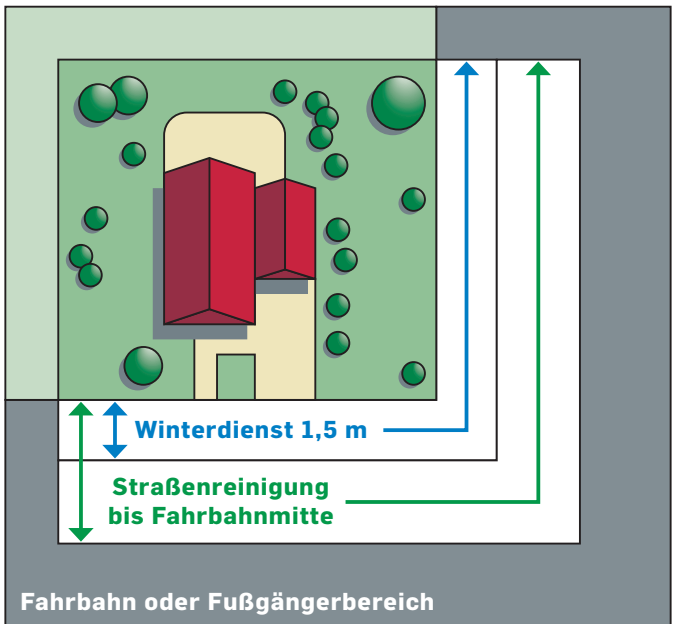 Winterdienst 1,5 m
Straßenreinigung
bis Fahrbahnmitte
Fahrbahn oder Fußgängerbereich